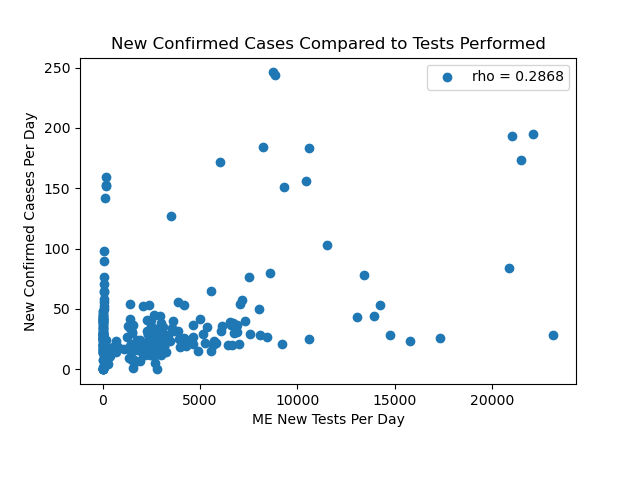 New Confirmed Cases Compared to Tests Performed
rho = 0.2868
New Confirmed Caeses Per Day
250
200
150
100
50
0
0 5000 10000 15000 20000
ME New Tests Per Day